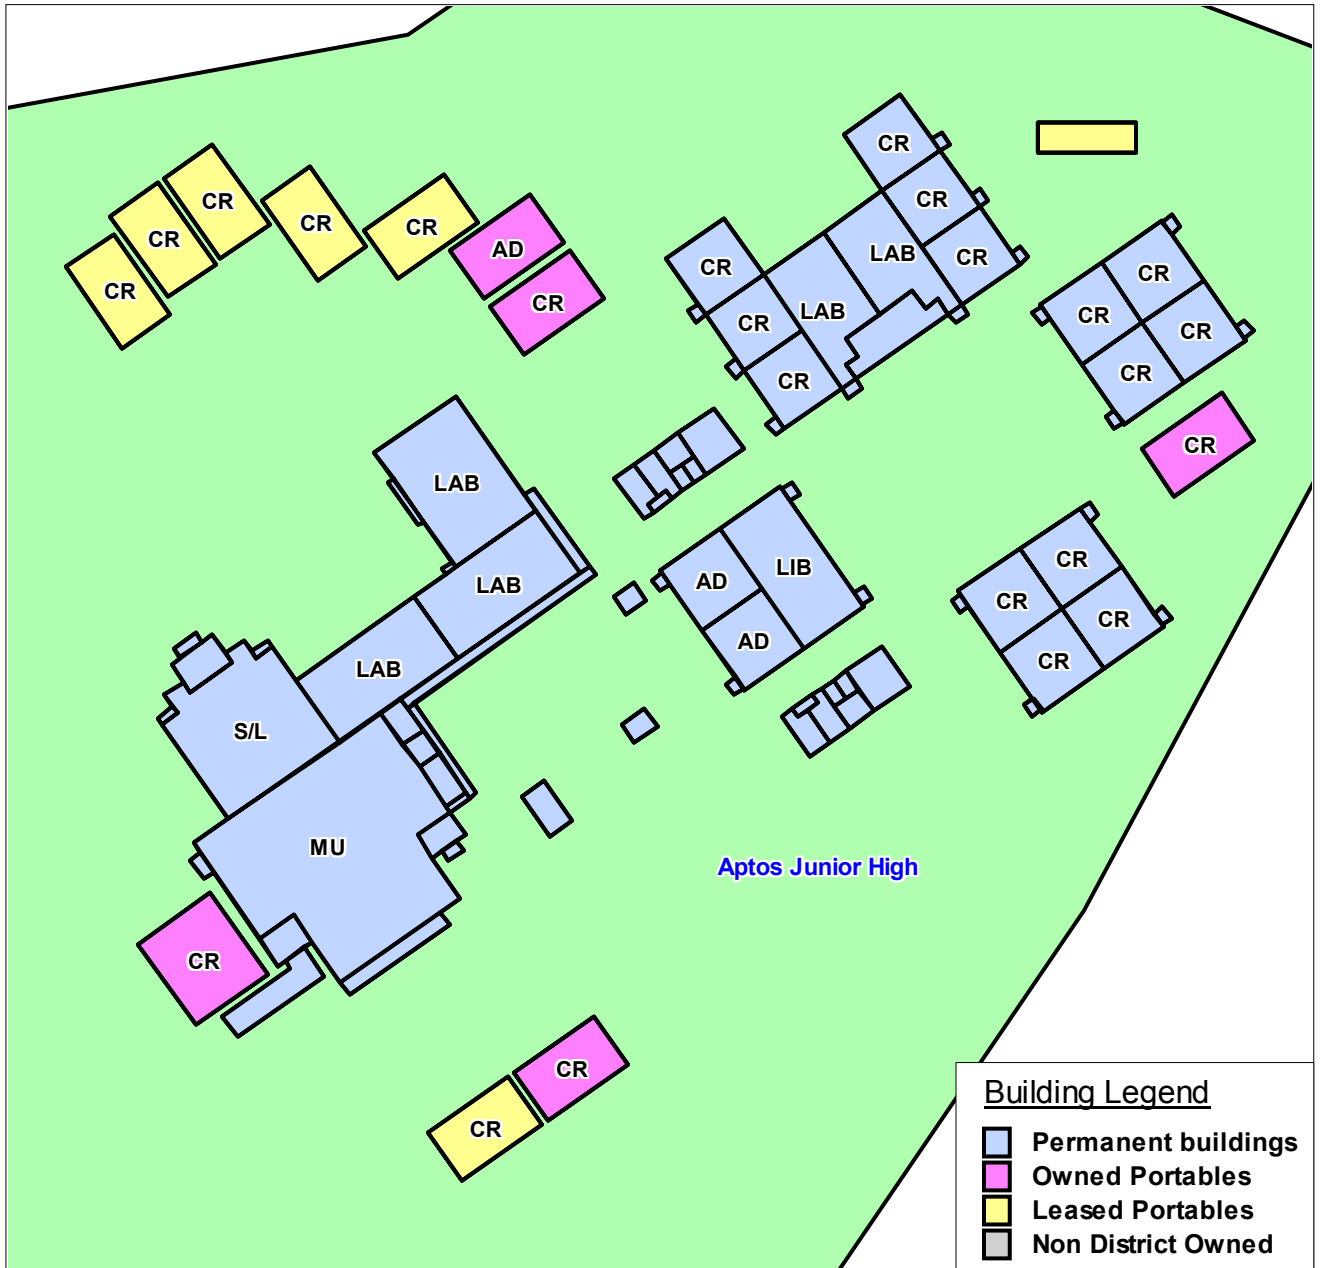 CR
CR
CR
CR
CR
AD
CR
CR
CR
CR
LAB
CR
CR
LAB
CR
CR
CR
CR
CR
CR
CR
LAB
LAB
LAB
S/L
MU
AD
LIB
AD
CR
CR
CR
CR
Aptos Junior High
CR
CR
CR
Building Legend
Permanent buildings
Owned Portables
Leased Portables
Non District Owned